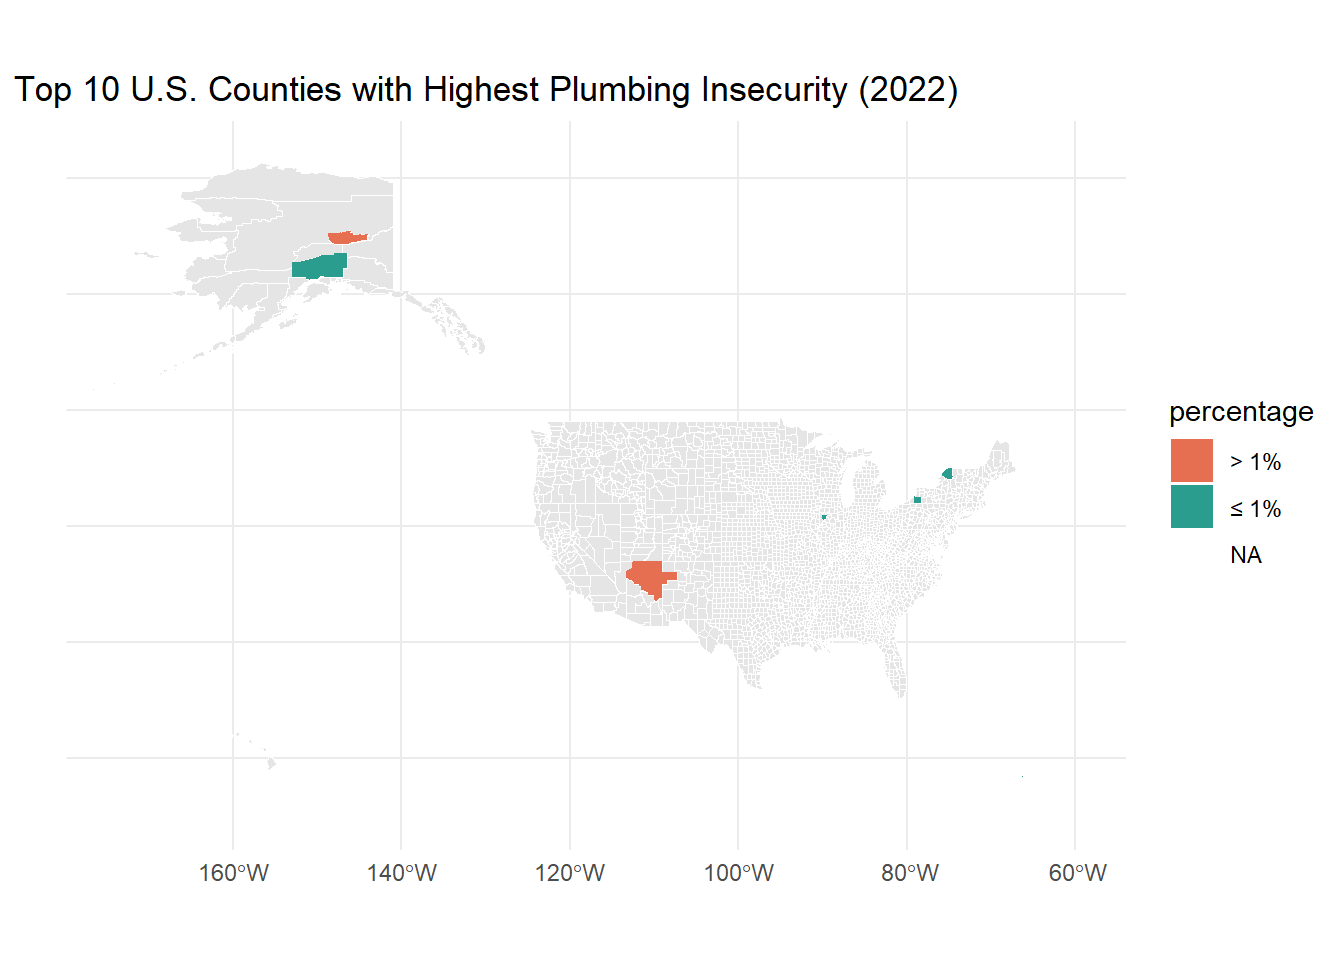 Top 10 U.S. Counties with Highest Plumbing Insecurity (2022)
percentage
> 1%
≤ 1%
NA
160°W 140°W 120°W 100°W 80°W 60°W